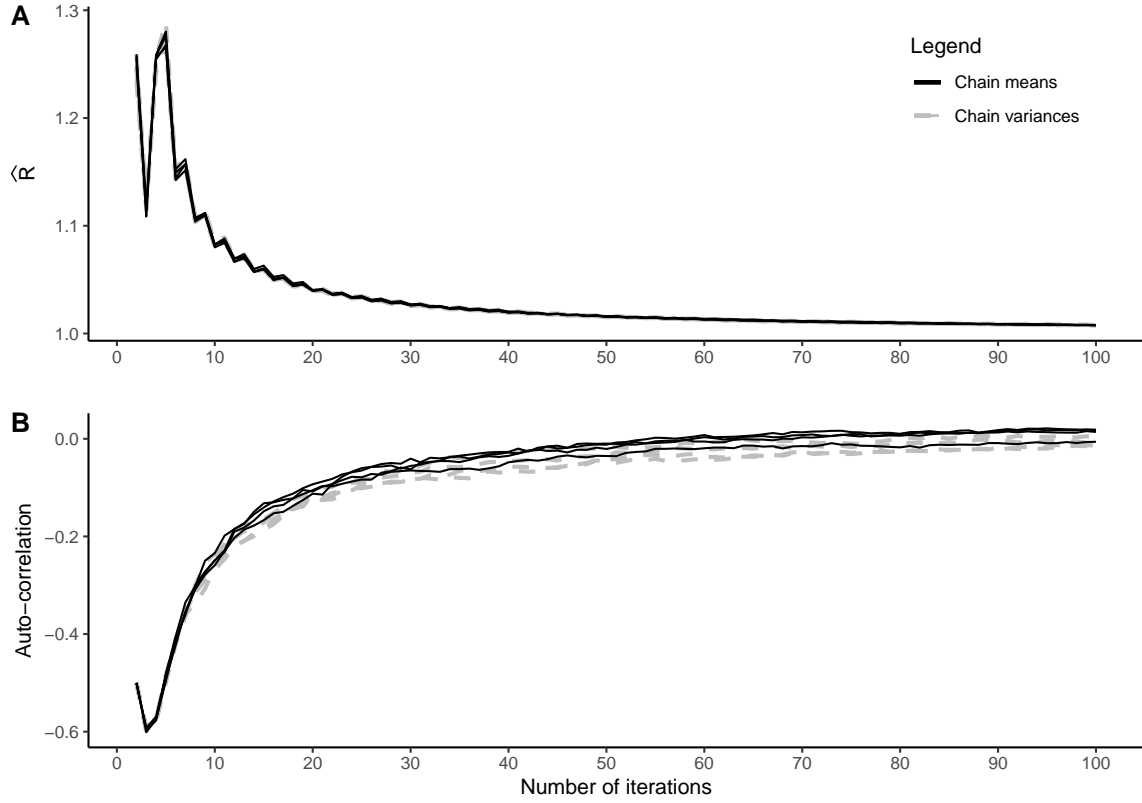 A
1.3
1.2
1.1
1.0
R̂
0 10 20 30 40 50 60 70 80 90 100
Legend
Chain means
Chain variances
B
0.0
−0.2
−0.4
−0.6
Auto−correlation
0 10 20 30 40 50 60 70 80 90 100
Number of iterations